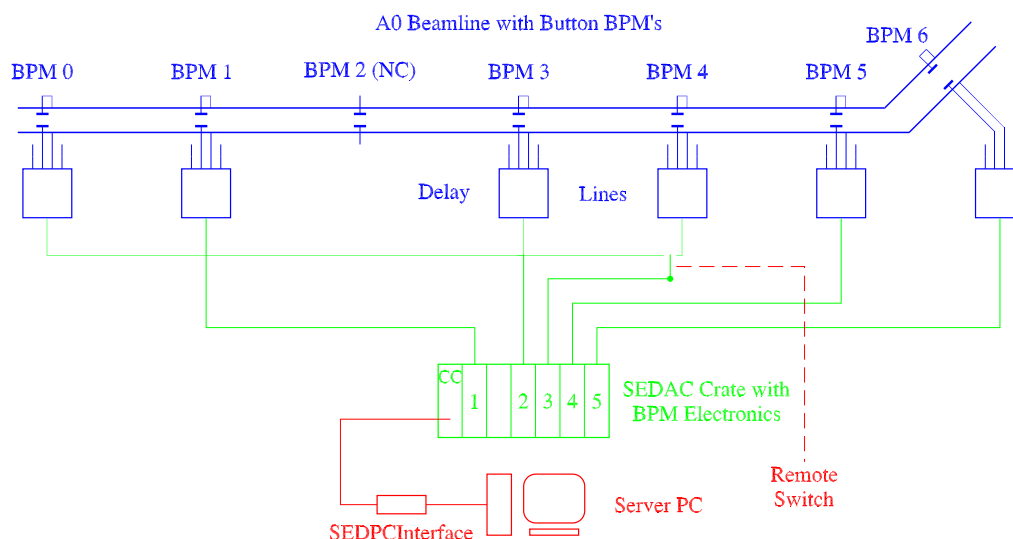 A0 Beamline with Button BPM's
BPM 0
BPM 1
BPM 2 (NC)
BPM 3
BPM 4
BPM 5
BPM 6
Delay
Lines
CC
1
2
3
4
5
SEDAC Crate with
BPM Electronics
Remote
Switch
Server PC
SEDPCInterface